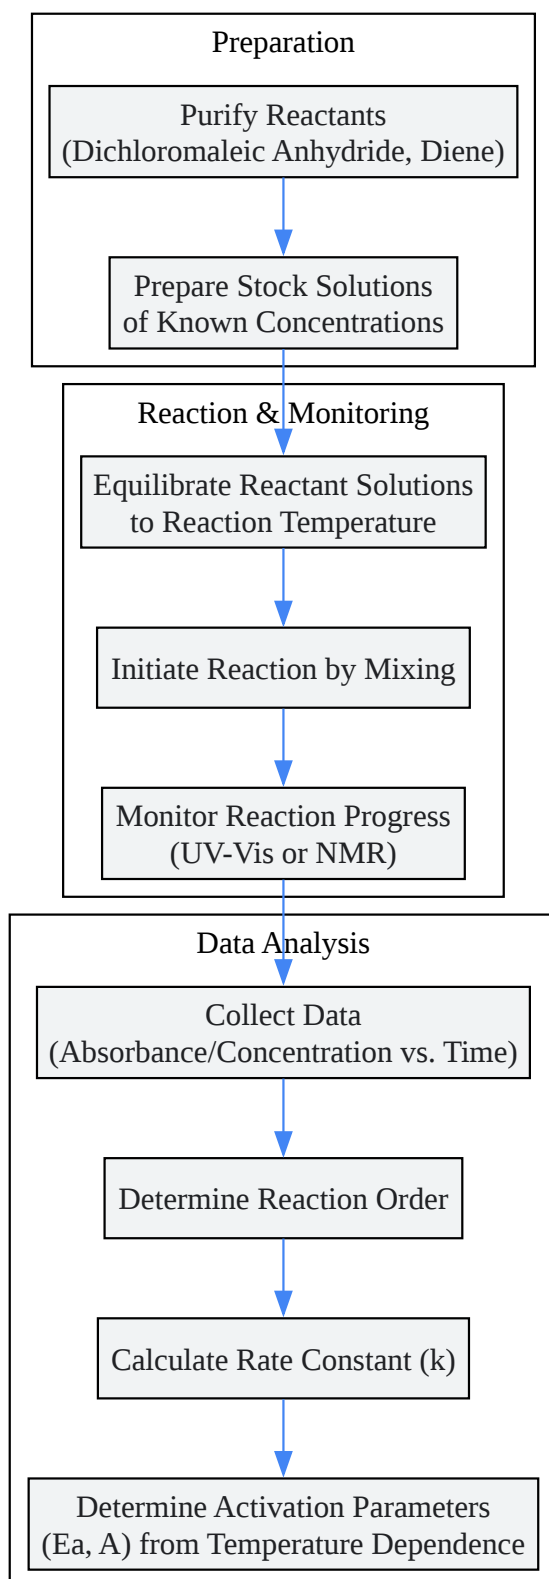 Preparation
Purify Reactants
(Dichloromaleic Anhydride, Diene)
Prepare Stock Solutions
of Known Concentrations
Reaction & Monitoring
Equilibrate Reactant Solutions
to Reaction Temperature
Initiate Reaction by Mixing
Monitor Reaction Progress
(UV-Vis or NMR)
Data Analysis
Collect Data
(Absorbance/Concentration vs. Time)
Determine Reaction Order
Calculate Rate Constant (k)
Determine Activation Parameters
(Ea, A) from Temperature Dependence